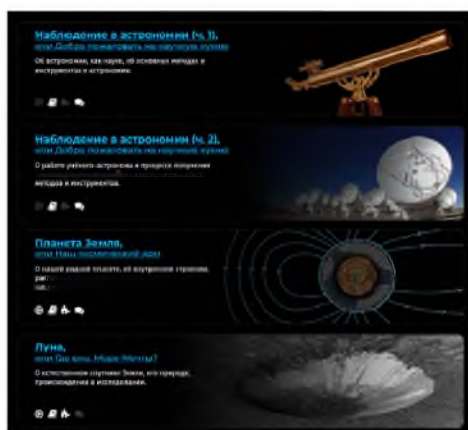 Наблюдение в астрономии (ч. 1),
или Добро пожаловать на научную кухню
Об астрономии, как науке, об основных методах и
инструментах в астрономии.
Наблюдение в астрономии (ч. 2),
или Добро пожаловать на научную кухню
О работе учёного-астронома и процессе получения
методов и инструментов.
Планета Земля,
или Наш космический дом
О нашей родной планете, её внутреннем строении,
Луна,
или Где она, Море Мечты?
О естественном спутнике Земли, его природе,
происхождении и исследовании.